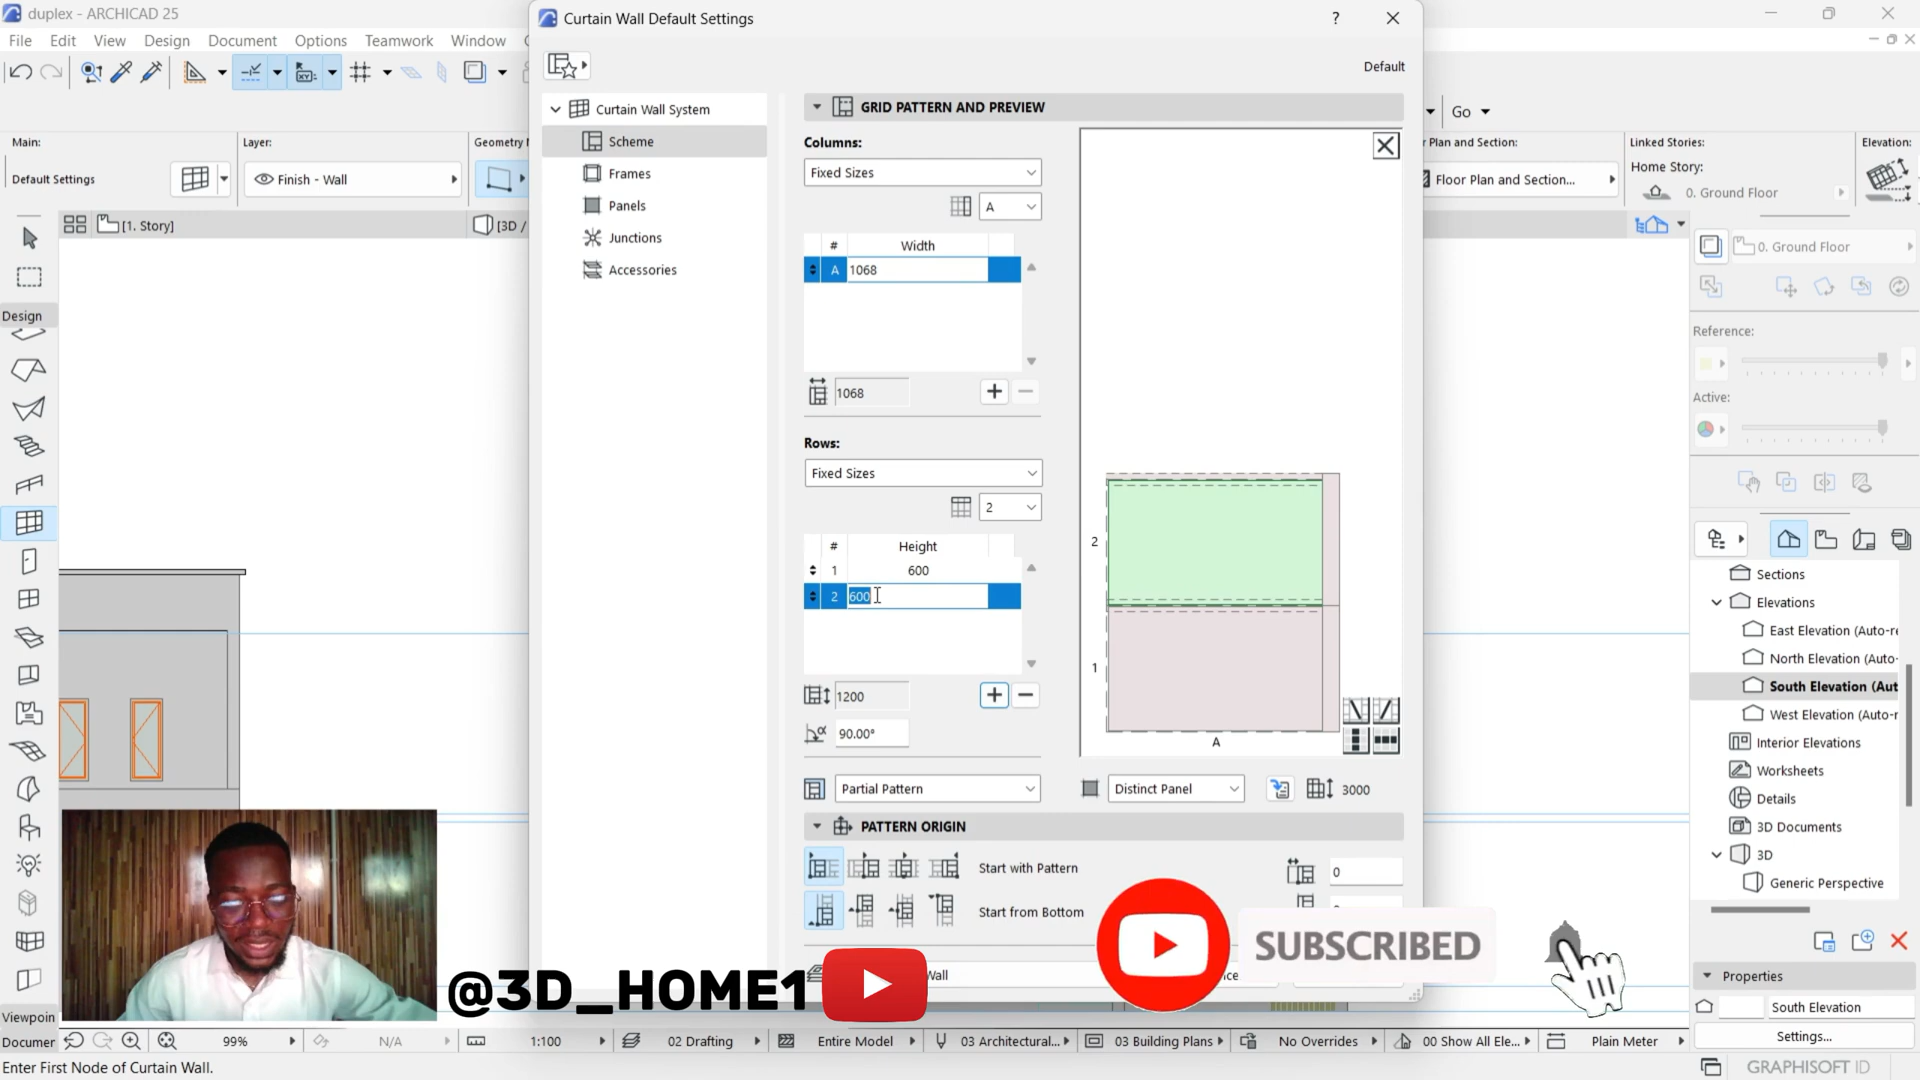 duplex - ARCHICAD 25
File Edit View Design Document Options Teamwork Window
Curtain Wall Default Settings
?
Default
Main:
Default Settings
Layer:
Finish - Wall
Geometry
Go
Plan and Section:
Floor Plan and Section...
Linked Stories:
Home Story:
0. Ground Floor
Elevation:
[1. Story]
[3D /
Design
Curtain Wall System
Scheme
Frames
Panels
Junctions
Accessories
GRID PATTERN AND PREVIEW
Columns:
Fixed Sizes
A
# Width
A 1068
1068
Rows:
Fixed Sizes
2
# Height
1 600
2 600
1200
90.00°
Partial Pattern
2
1
A
Distinct Panel
3000
PATTERN ORIGIN
Start with Pattern
0
Start from Bottom
Wall
0. Ground Floor
Reference:
Active:
Sections
Elevations
East Elevation (Auto-re
North Elevation (Auto-
South Elevation (Aut
West Elevation (Auto-r
Interior Elevations
Worksheets
Details
3D Documents
3D
Generic Perspective
Properties
South Elevation
Settings...
@3D_HOME1
SUBSCRIBED
Viewpoin
Documer
99%
N/A
1:100
02 Drafting
Entire Model
03 Architectural...
03 Building Plans
No Overrides
00 Show All Ele...
Plain Meter
Enter First Node of Curtain Wall.
GRAPHISOFT ID